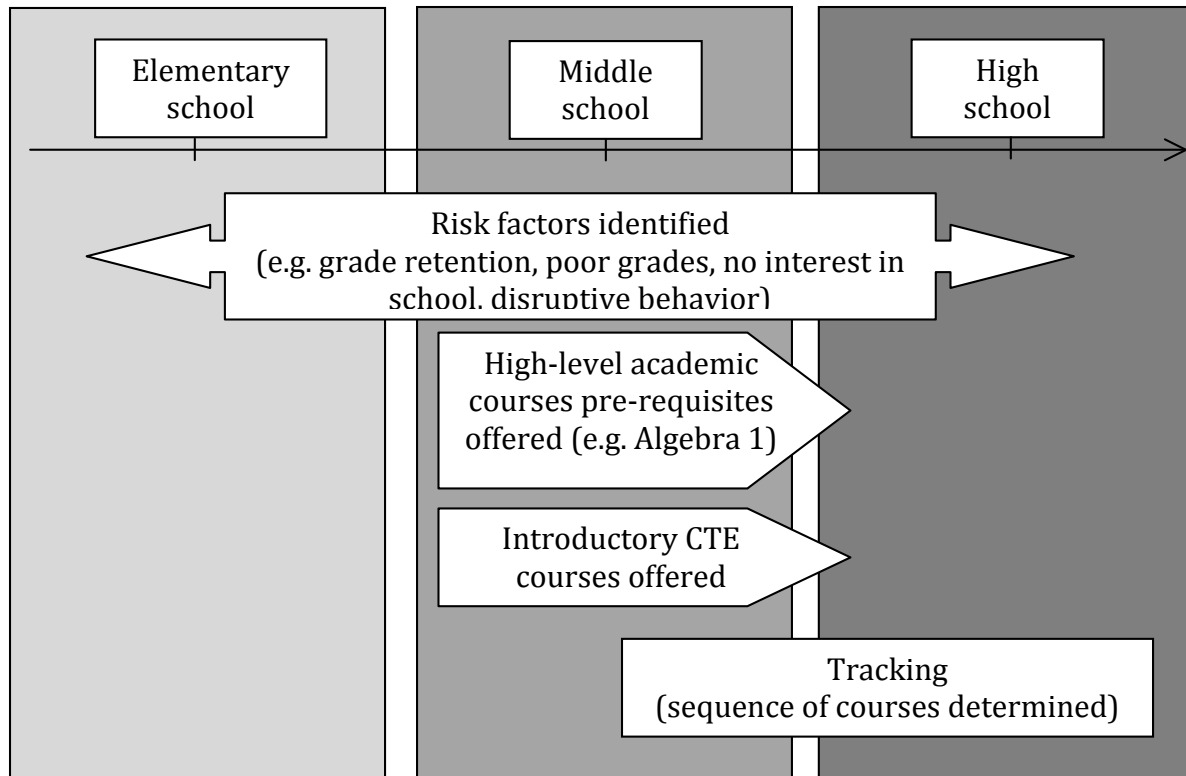 Elementary
school
Middle
school
High
school
Risk factors identified
(e.g. grade retention, poor grades, no interest in
school, disruptive behavior)
High-level academic
courses pre-requisites
offered (e.g. Algebra 1)
Introductory CTE
courses offered
Tracking
(sequence of courses determined)